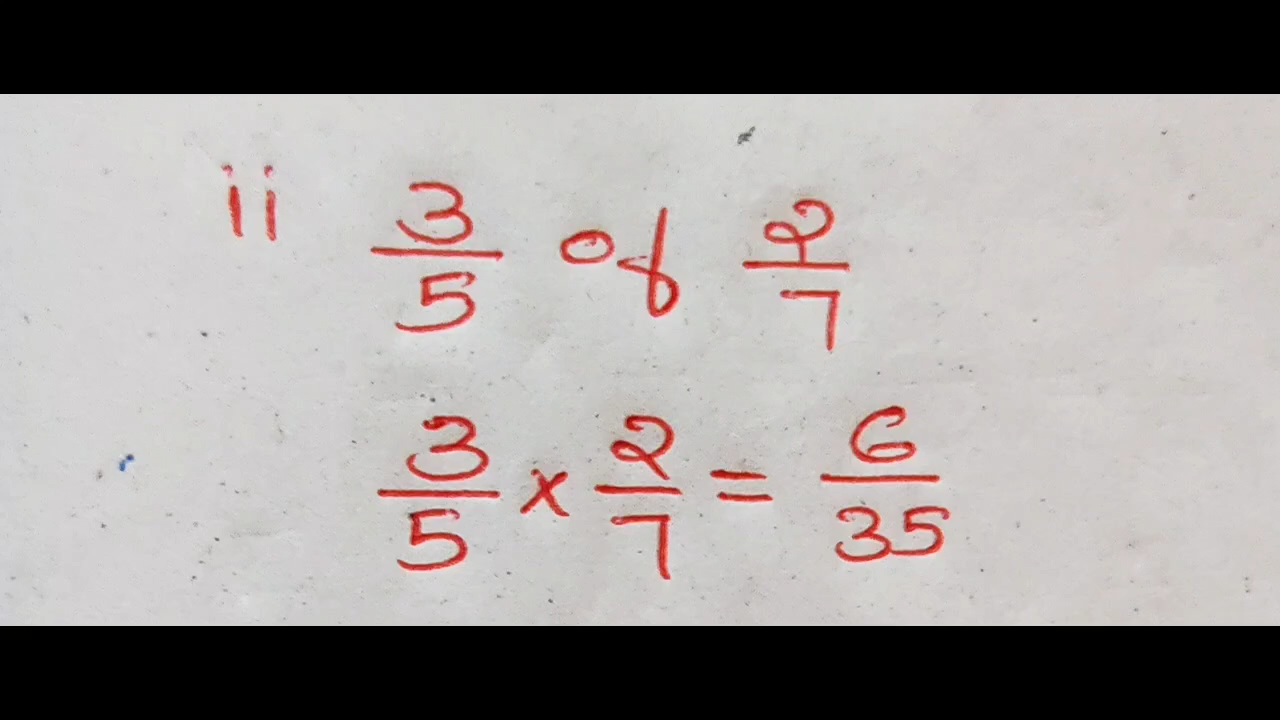 ii 3/5 of 2/7
3/5 × 2/7 = 6/35